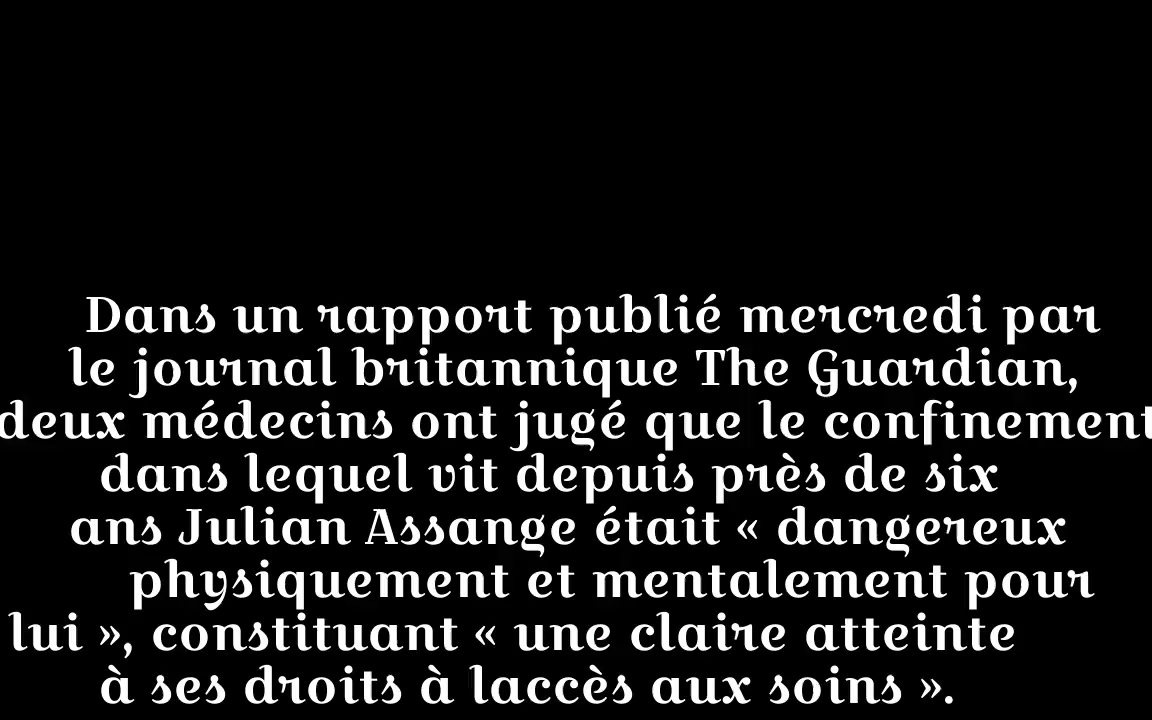 Dans un rapport publié mercredi par
le journal britannique The Guardian,
deux médecins ont jugé que le confinement
dans lequel vit depuis près de six
ans Julian Assange était « dangereux
physiquement et mentalement pour
lui », constituant « une claire atteinte
à ses droits à laccès aux soins ».